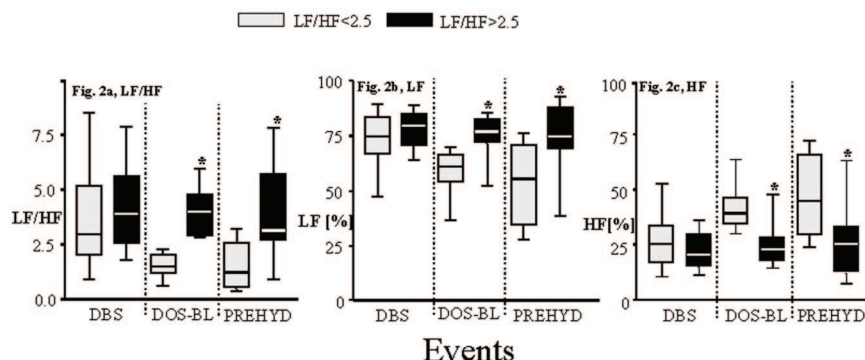 LF/HF<2.5 LF/HF>2.5
Fig. 2a, LF/HF
7.5
5.0
LF/HF
2.5
0.0
DBS DOS-BL PREHYD
* *
100
Fig. 2b, LF
75
50
LF [%]
25
0
DBS DOS-BL PREHYD
* *
100
Fig. 2c, HF
75
50
HF[%]
25
0
DBS DOS-BL PREHYD
* *
Events